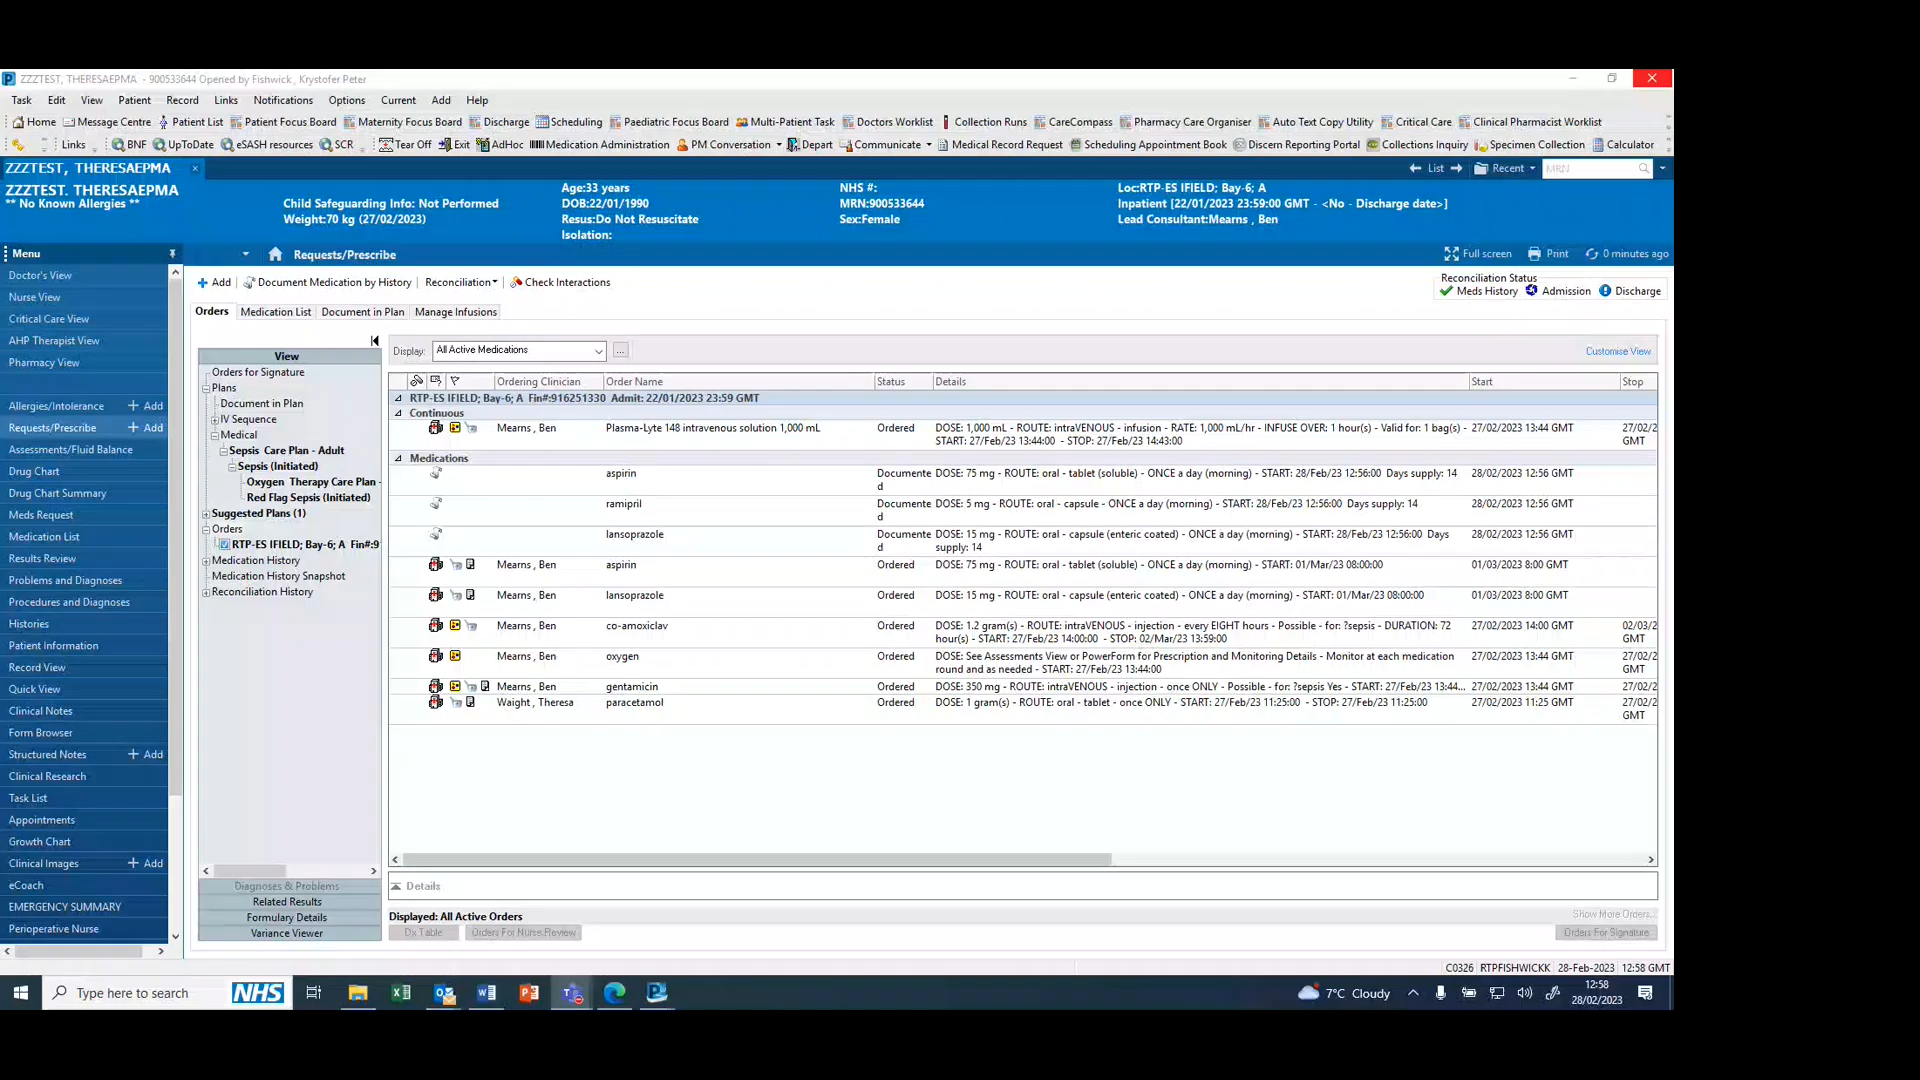 ZZZTEST, THERESAEPMA - 900533644 Opened by Fishwick , Krystofer Peter
Task Edit View Patient Record Links Notifications Options Current Add Help
Home Message Centre Patient List Patient Focus Board Maternity Focus Board Discharge Scheduling Paediatric Focus Board Multi-Patient Task Doctors Worklist Collection Runs CareCompass Pharmacy Care Organiser Auto Text Copy Utility Critical Care Clinical Pharmacist Worklist
Links BNF UpToDate eSASH resources SCR Tear Off Exit AdHoc Medication Administration PM Conversation Depart Communicate Medical Record Request Scheduling Appointment Book Discern Reporting Portal Collections Inquiry Specimen Collection Calculator
ZZZTEST, THERESAEPMA × List Recent MRN
ZZZTEST. THERESAEPMA Age:33 years NHS #: Loc:RTP-ES IFIELD; Bay-6; A
** No Known Allergies ** Child Safeguarding Info: Not Performed DOB:22/01/1990 MRN:900533644 Inpatient [22/01/2023 23:59:00 GMT - <No - Discharge date>]
Weight:70 kg (27/02/2023) Resus:Do Not Resuscitate Sex:Female Lead Consultant:Mearns , Ben
Isolation:
Menu Requests/Prescribe Full screen Print 0 minutes ago
Doctor's View
Nurse View
Critical Care View
AHP Therapist View
Pharmacy View
Allergies/Intolerance + Add
Requests/Prescribe + Add
Assessments/Fluid Balance
Drug Chart
Drug Chart Summary
Meds Request
Medication List
Results Review
Problems and Diagnoses
Procedures and Diagnoses
Histories
Patient Information
Record View
Quick View
Clinical Notes
Form Browser
Structured Notes + Add
Clinical Research
Task List
Appointments
Growth Chart
Clinical Images + Add
eCoach
EMERGENCY SUMMARY
Perioperative Nurse
+ Add Document Medication by History Reconciliation Check Interactions
Reconciliation Status
Meds History Admission Discharge
Orders Medication List Document in Plan Manage Infusions
View
Orders for Signature
Plans
Document in Plan
IV Sequence
Medical
Sepsis Care Plan - Adult
Sepsis (Initiated)
Oxygen Therapy Care Plan -
Red Flag Sepsis (Initiated)
Suggested Plans (1)
Orders
RTP-ES IFIELD; Bay-6; A Fin#:9
Medication History
Medication History Snapshot
Reconciliation History
Diagnoses & Problems
Related Results
Formulary Details
Variance Viewer
Display: All Active Medications ... Customise View
Ordering Clinician Order Name Status Details Start Stop
RTP-ES IFIELD; Bay-6; A Fin#:916251330 Admit: 22/01/2023 23:59 GMT
Continuous
Mearns , Ben Plasma-Lyte 148 intravenous solution 1,000 mL Ordered DOSE: 1,000 mL - ROUTE: intraVENOUS - infusion - RATE: 1,000 mL/hr - INFUSE OVER: 1 hour(s) - Valid for: 1 bag(s) - 27/02/2023 13:44 GMT 27/02/2
START: 27/Feb/23 13:44:00 - STOP: 27/Feb/23 14:43:00 GMT
Medications
aspirin Documente DOSE: 75 mg - ROUTE: oral - tablet (soluble) - ONCE a day (morning) - START: 28/Feb/23 12:56:00 Days supply: 14 28/02/2023 12:56 GMT
d
ramipril Documente DOSE: 5 mg - ROUTE: oral - capsule - ONCE a day (morning) - START: 28/Feb/23 12:56:00 Days supply: 14 28/02/2023 12:56 GMT
d
lansoprazole Documente DOSE: 15 mg - ROUTE: oral - capsule (enteric coated) - ONCE a day (morning) - START: 28/Feb/23 12:56:00 Days 28/02/2023 12:56 GMT
d supply: 14
Mearns , Ben aspirin Ordered DOSE: 75 mg - ROUTE: oral - tablet (soluble) - ONCE a day (morning) - START: 01/Mar/23 08:00:00 01/03/2023 8:00 GMT
Mearns , Ben lansoprazole Ordered DOSE: 15 mg - ROUTE: oral - capsule (enteric coated) - ONCE a day (morning) - START: 01/Mar/23 08:00:00 01/03/2023 8:00 GMT
Mearns , Ben co-amoxiclav Ordered DOSE: 1.2 gram(s) - ROUTE: intraVENOUS - injection - every EIGHT hours - Possible - for: ?sepsis - DURATION: 72 27/02/2023 14:00 GMT 02/03/2
hour(s) - START: 27/Feb/23 14:00:00 - STOP: 02/Mar/23 13:59:00 GMT
Mearns , Ben oxygen Ordered DOSE: See Assessments View or PowerForm for Prescription and Monitoring Details - Monitor at each medication 27/02/2023 13:44 GMT 27/02/2
round and as needed - START: 27/Feb/23 13:44:00 GMT
Mearns , Ben gentamicin Ordered DOSE: 350 mg - ROUTE: intraVENOUS - injection - once ONLY - Possible - for: ?sepsis Yes - START: 27/Feb/23 13:44... 27/02/2023 13:44 GMT 27/02/2
Waight , Theresa paracetamol Ordered DOSE: 1 gram(s) - ROUTE: oral - tablet - once ONLY - START: 27/Feb/23 11:25:00 - STOP: 27/Feb/23 11:25:00 27/02/2023 11:25 GMT 27/02/2
GMT
Details
Displayed: All Active Orders Show More Orders...
Dx Table Orders For Nurse Review Orders For Signature
C0326 RTPFISHWICKK 28-Feb-2023 12:58 GMT
Type here to search NHS 7°C Cloudy 12:58
28/02/2023